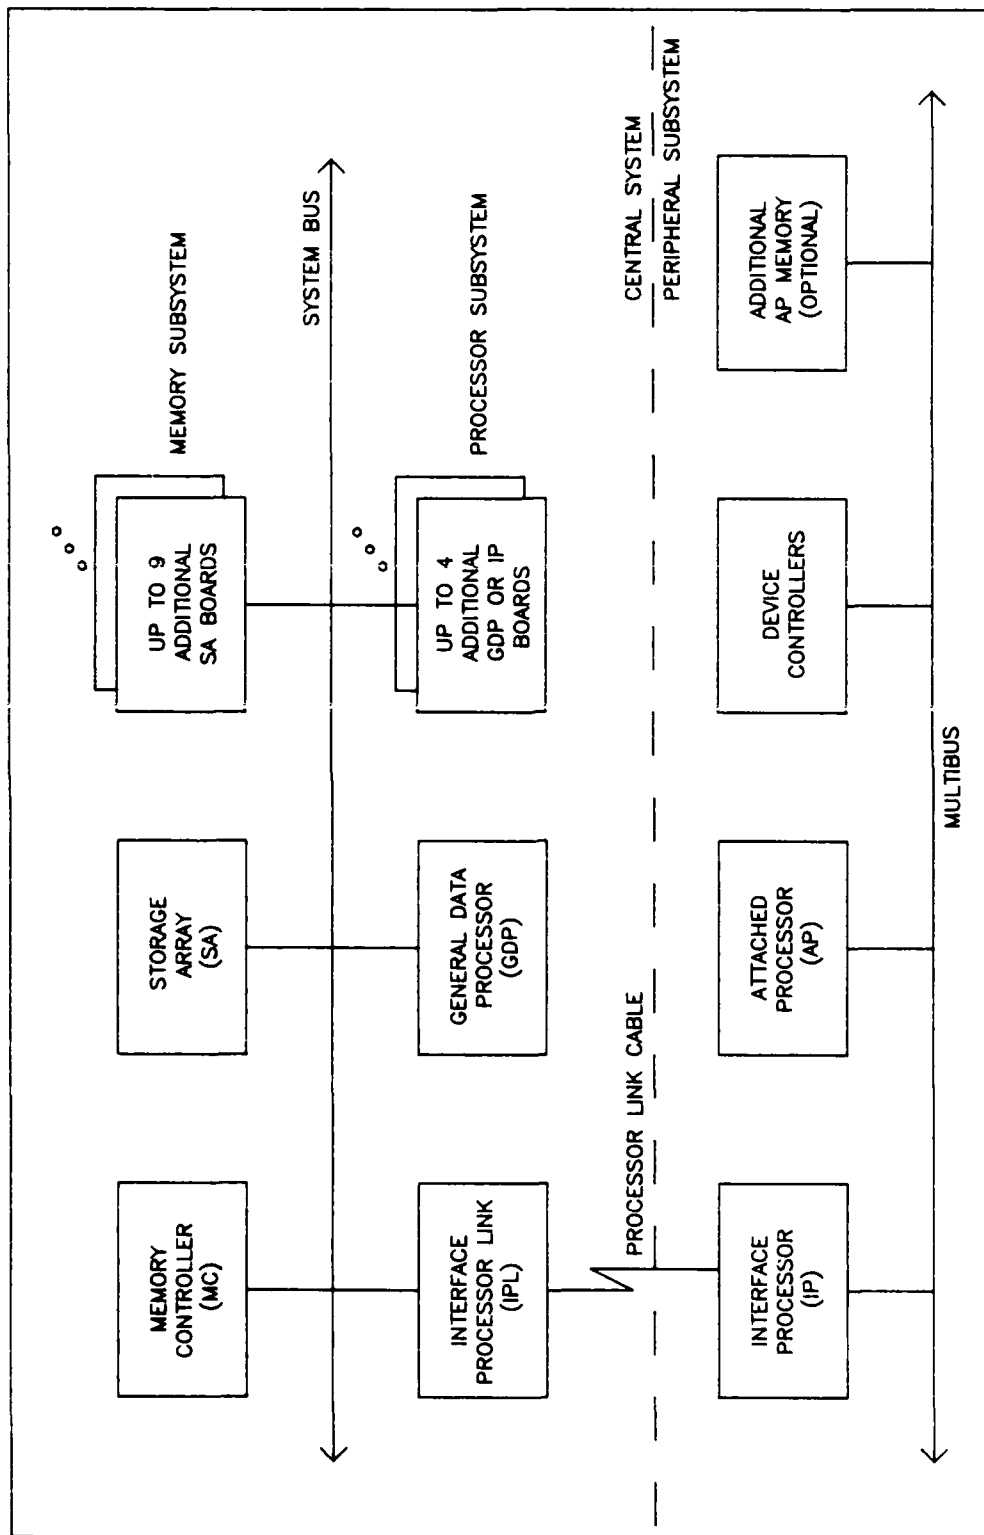 MEMORY
CONTROLLER
(MC)
STORAGE
ARRAY
(SA)
UP TO 9
ADDITIONAL
SA BOARDS
MEMORY SUBSYSTEM
SYSTEM BUS
INTERFACE
PROCESSOR LINK
(IPL)
GENERAL DATA
PROCESSOR
(GDP)
UP TO 4
ADDITIONAL
GDP OR IP
BOARDS
PROCESSOR SUBSYSTEM
PROCESSOR LINK CABLE
CENTRAL SYSTEM
PERIPHERAL SUBSYSTEM
INTERFACE
PROCESSOR
(IP)
ATTACHED
PROCESSOR
(AP)
DEVICE
CONTROLLERS
ADDITIONAL
AP MEMORY
(OPTIONAL)
MULTIBUS